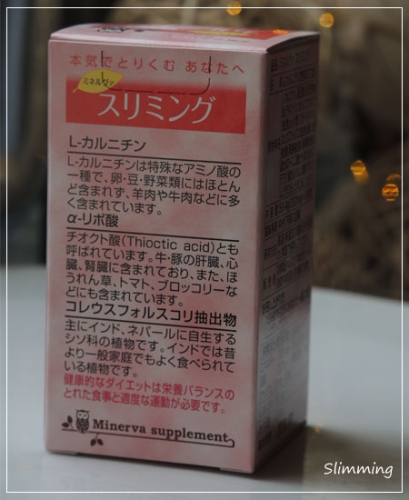 本気でとりくむ あなたへ
ミネルヴァ
スリミング
L-カルニチン
L-カルニチンは特殊なアミノ酸の
一種で、卵・豆・野菜類にはほとん
ど含まれず、羊肉や牛肉などに多
く含まれています。
α-リポ酸
チオクト酸(Thioctic acid)とも
呼ばれています。牛・豚の肝臓、心
臓、腎臓に含まれており、また、ほ
うれん草、トマト、ブロッコリーな
どにも含まれています。
コレウスフォルスコリ抽出物
主にインド、ネパールに自生する
シソ科の植物です。インドでは昔
より一般家庭でもよく食べられて
いる植物です。
健康的なダイエットは栄養バランスの
とれた食事と適度な運動が必要です。
Minerva supplement
Slimming